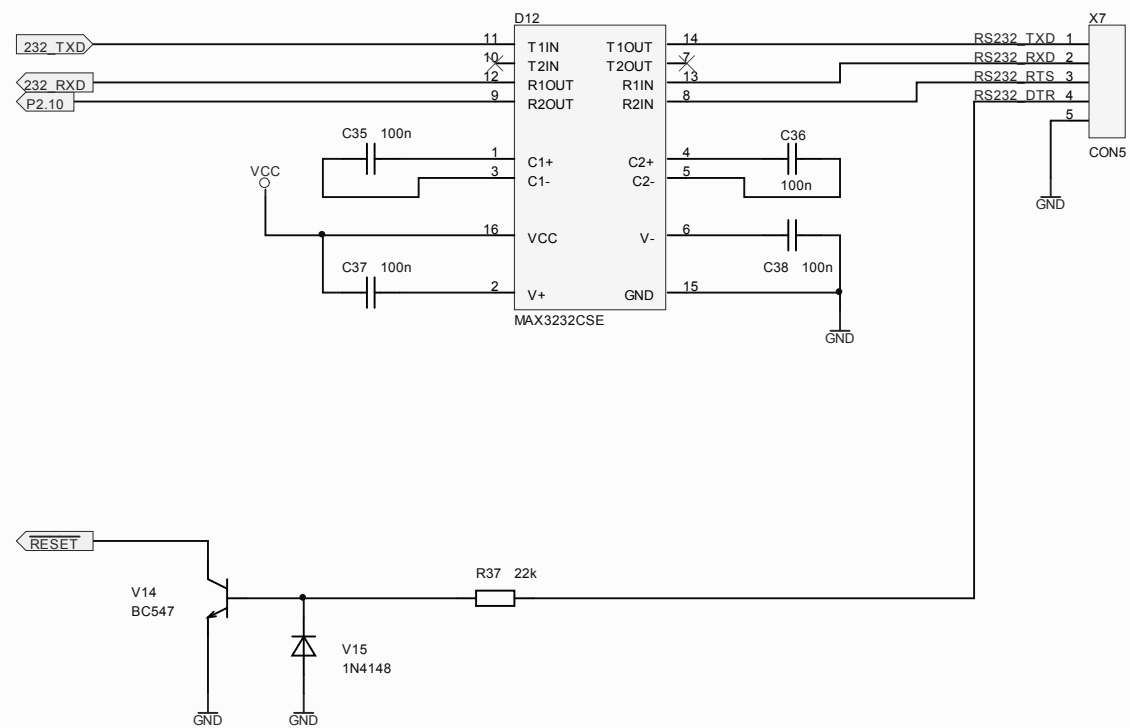 D12
X7
232_TXD
11
T1IN
T1OUT
14
RS232_TXD
1
10
T2IN
T2OUT
7
RS232_RXD
2
232_RXD
12
R1OUT
R1IN
13
RS232_RTS
3
P2.10
9
R2OUT
R2IN
8
RS232_DTR
4
5
C35 100n
C36
1
C1+
C2+
4
CON5
VCC
3
C1-
C2-
5
100n
GND
16
VCC
V-
6
C37 100n
C38 100n
2
V+
GND
15
MAX3232CSE
GND
RESET
R37 22k
V14
BC547
V15
1N4148
GND
GND